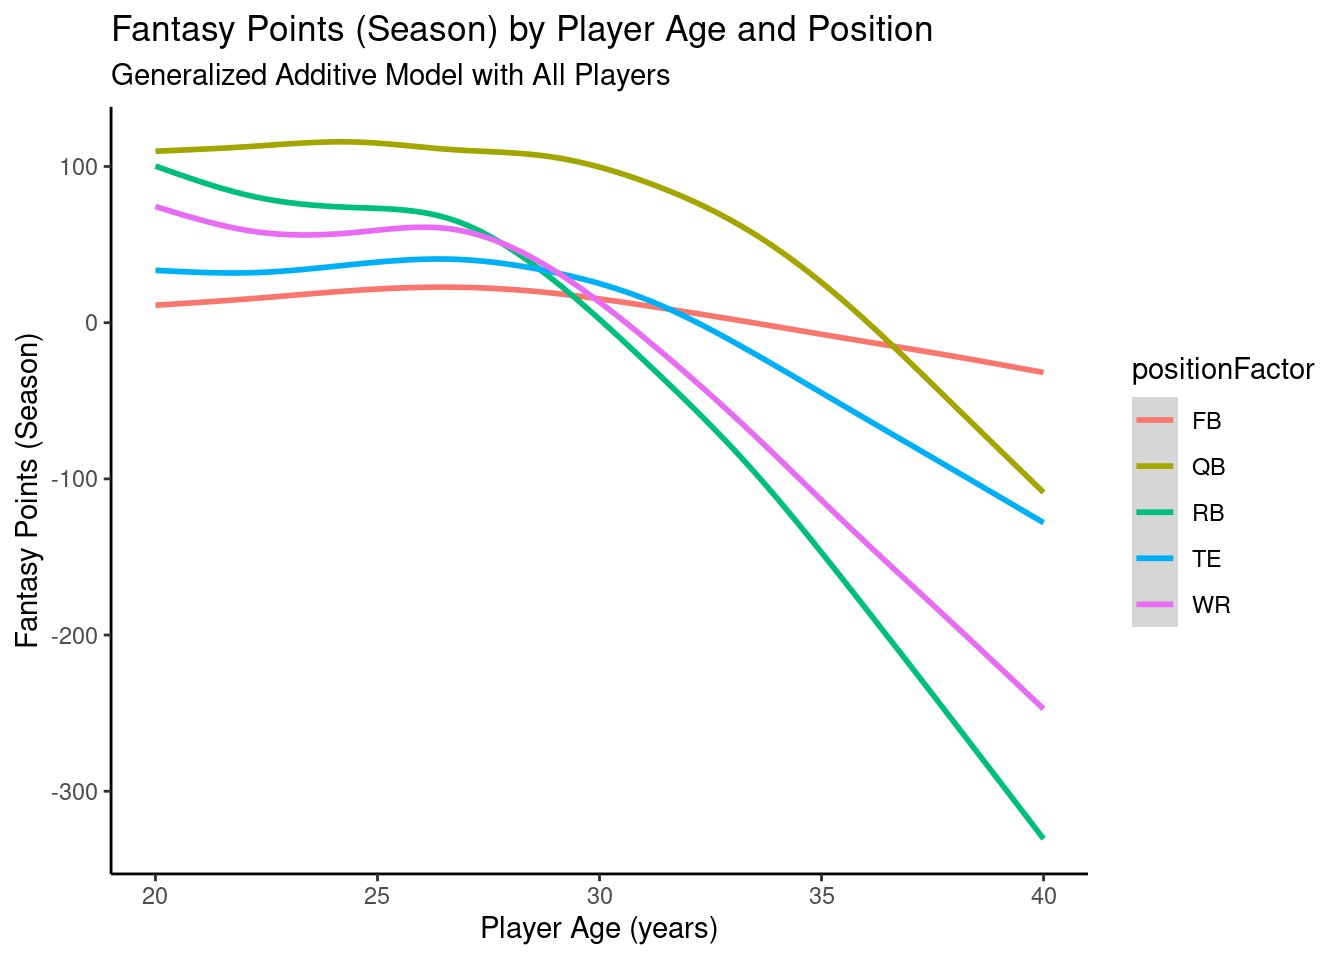 Fantasy Points (Season) by Player Age and Position
Generalized Additive Model with All Players
Fantasy Points (Season)
100
0
-100
-200
-300
20 25 30 35 40
Player Age (years)
positionFactor
FB
QB
RB
TE
WR